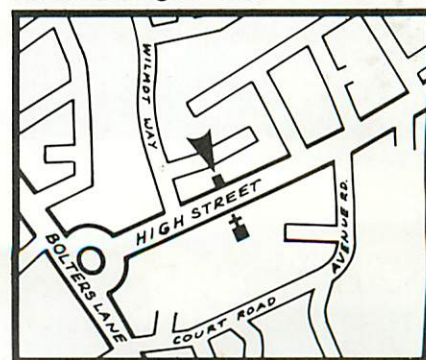 WILMOT WAY
HIGH STREET
BOLTERS LANE
AVENUE RD.
COURT ROAD